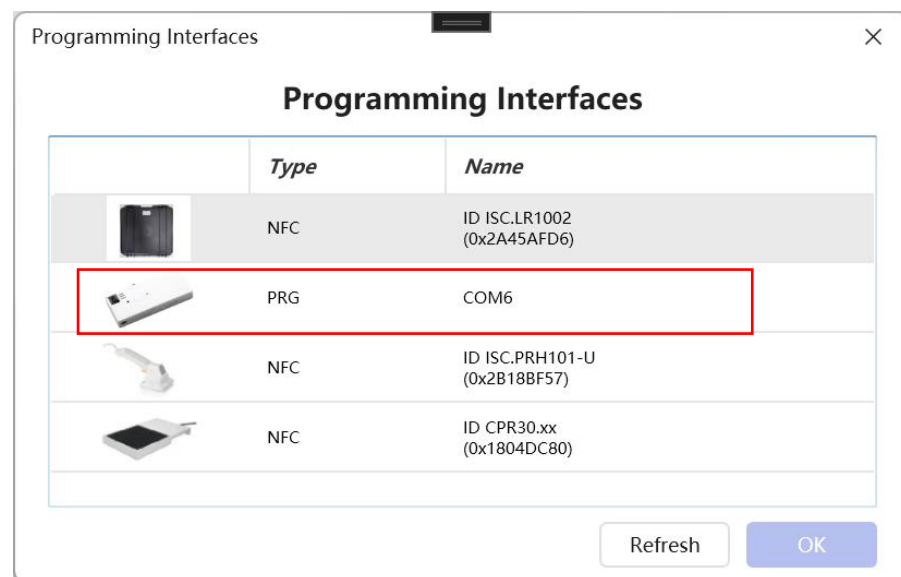 Programming Interfaces
Programming Interfaces
Type Name
NFC ID ISC.LR1002
(0x2A45AFD6)
PRG COM6
NFC ID ISC.PRH101-U
(0x2B18BF57)
NFC ID CPR30.xx
(0x1804DC80)
Refresh OK